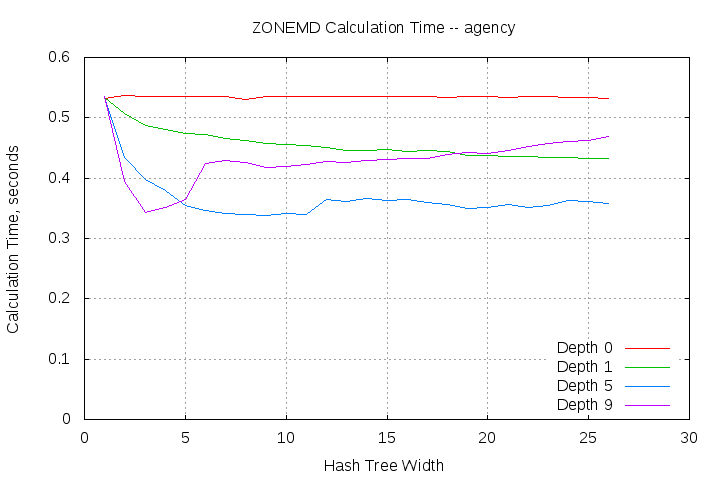 ZONEMD Calculation Time -- agency
0.6
0.5
0.4
0.3
0.2
0.1
0
Calculation Time, seconds
Depth 0
Depth 1
Depth 5
Depth 9
0 5 10 15 20 25 30
Hash Tree Width